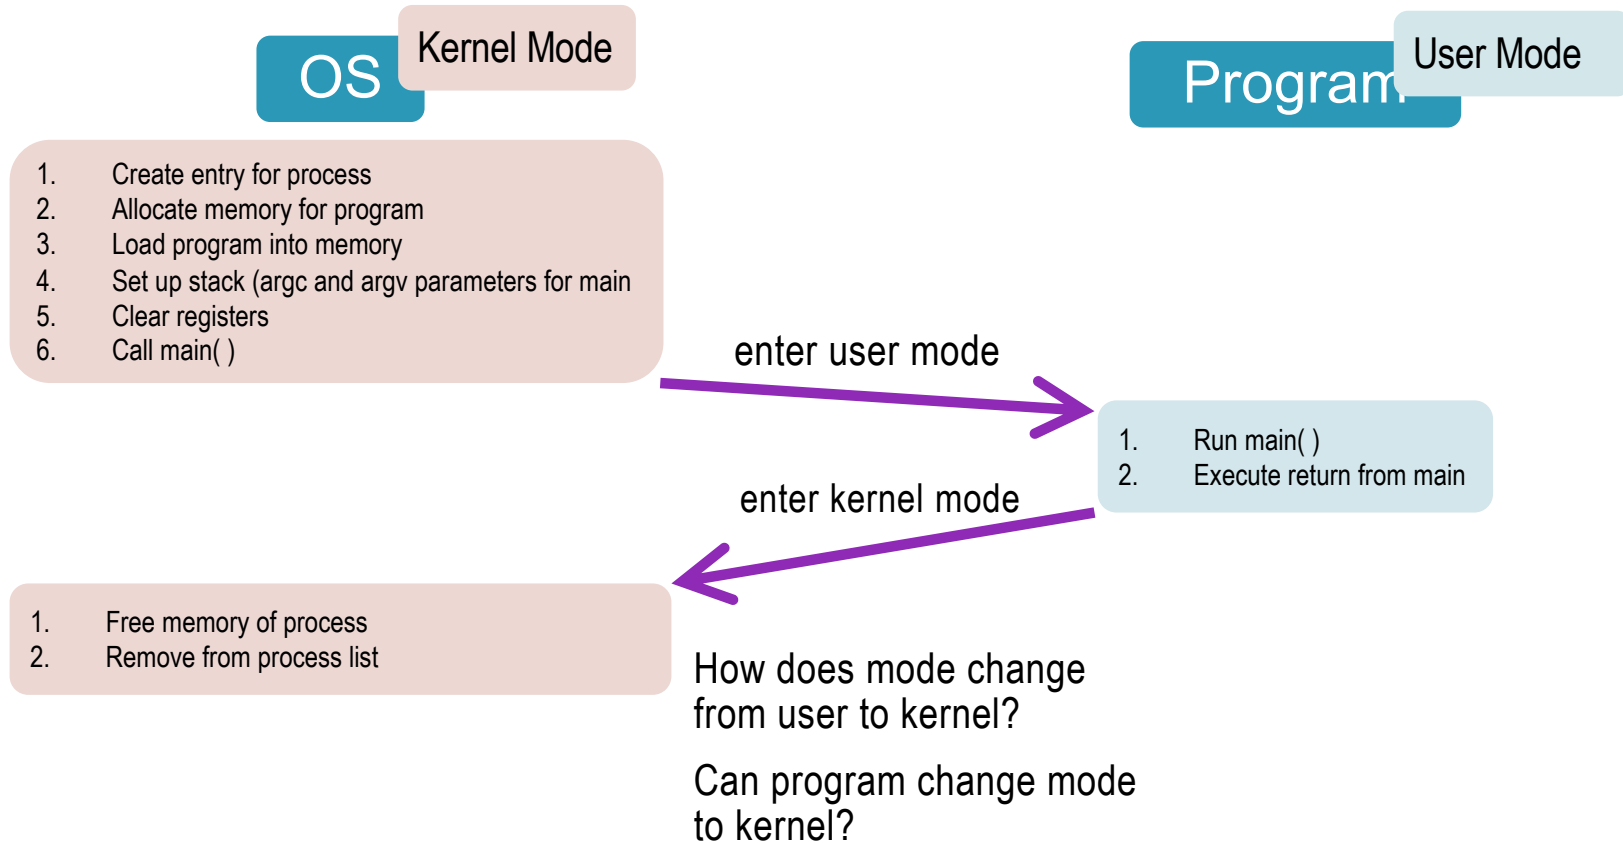 OS
Kernel Mode
Program
User Mode
1. Create entry for process
2. Allocate memory for program
3. Load program into memory
4. Set up stack (argc and argv parameters for main
5. Clear registers
6. Call main( )
enter user mode
1. Run main( )
2. Execute return from main
enter kernel mode
1. Free memory of process
2. Remove from process list
How does mode change
from user to kernel?
Can program change mode
to kernel?